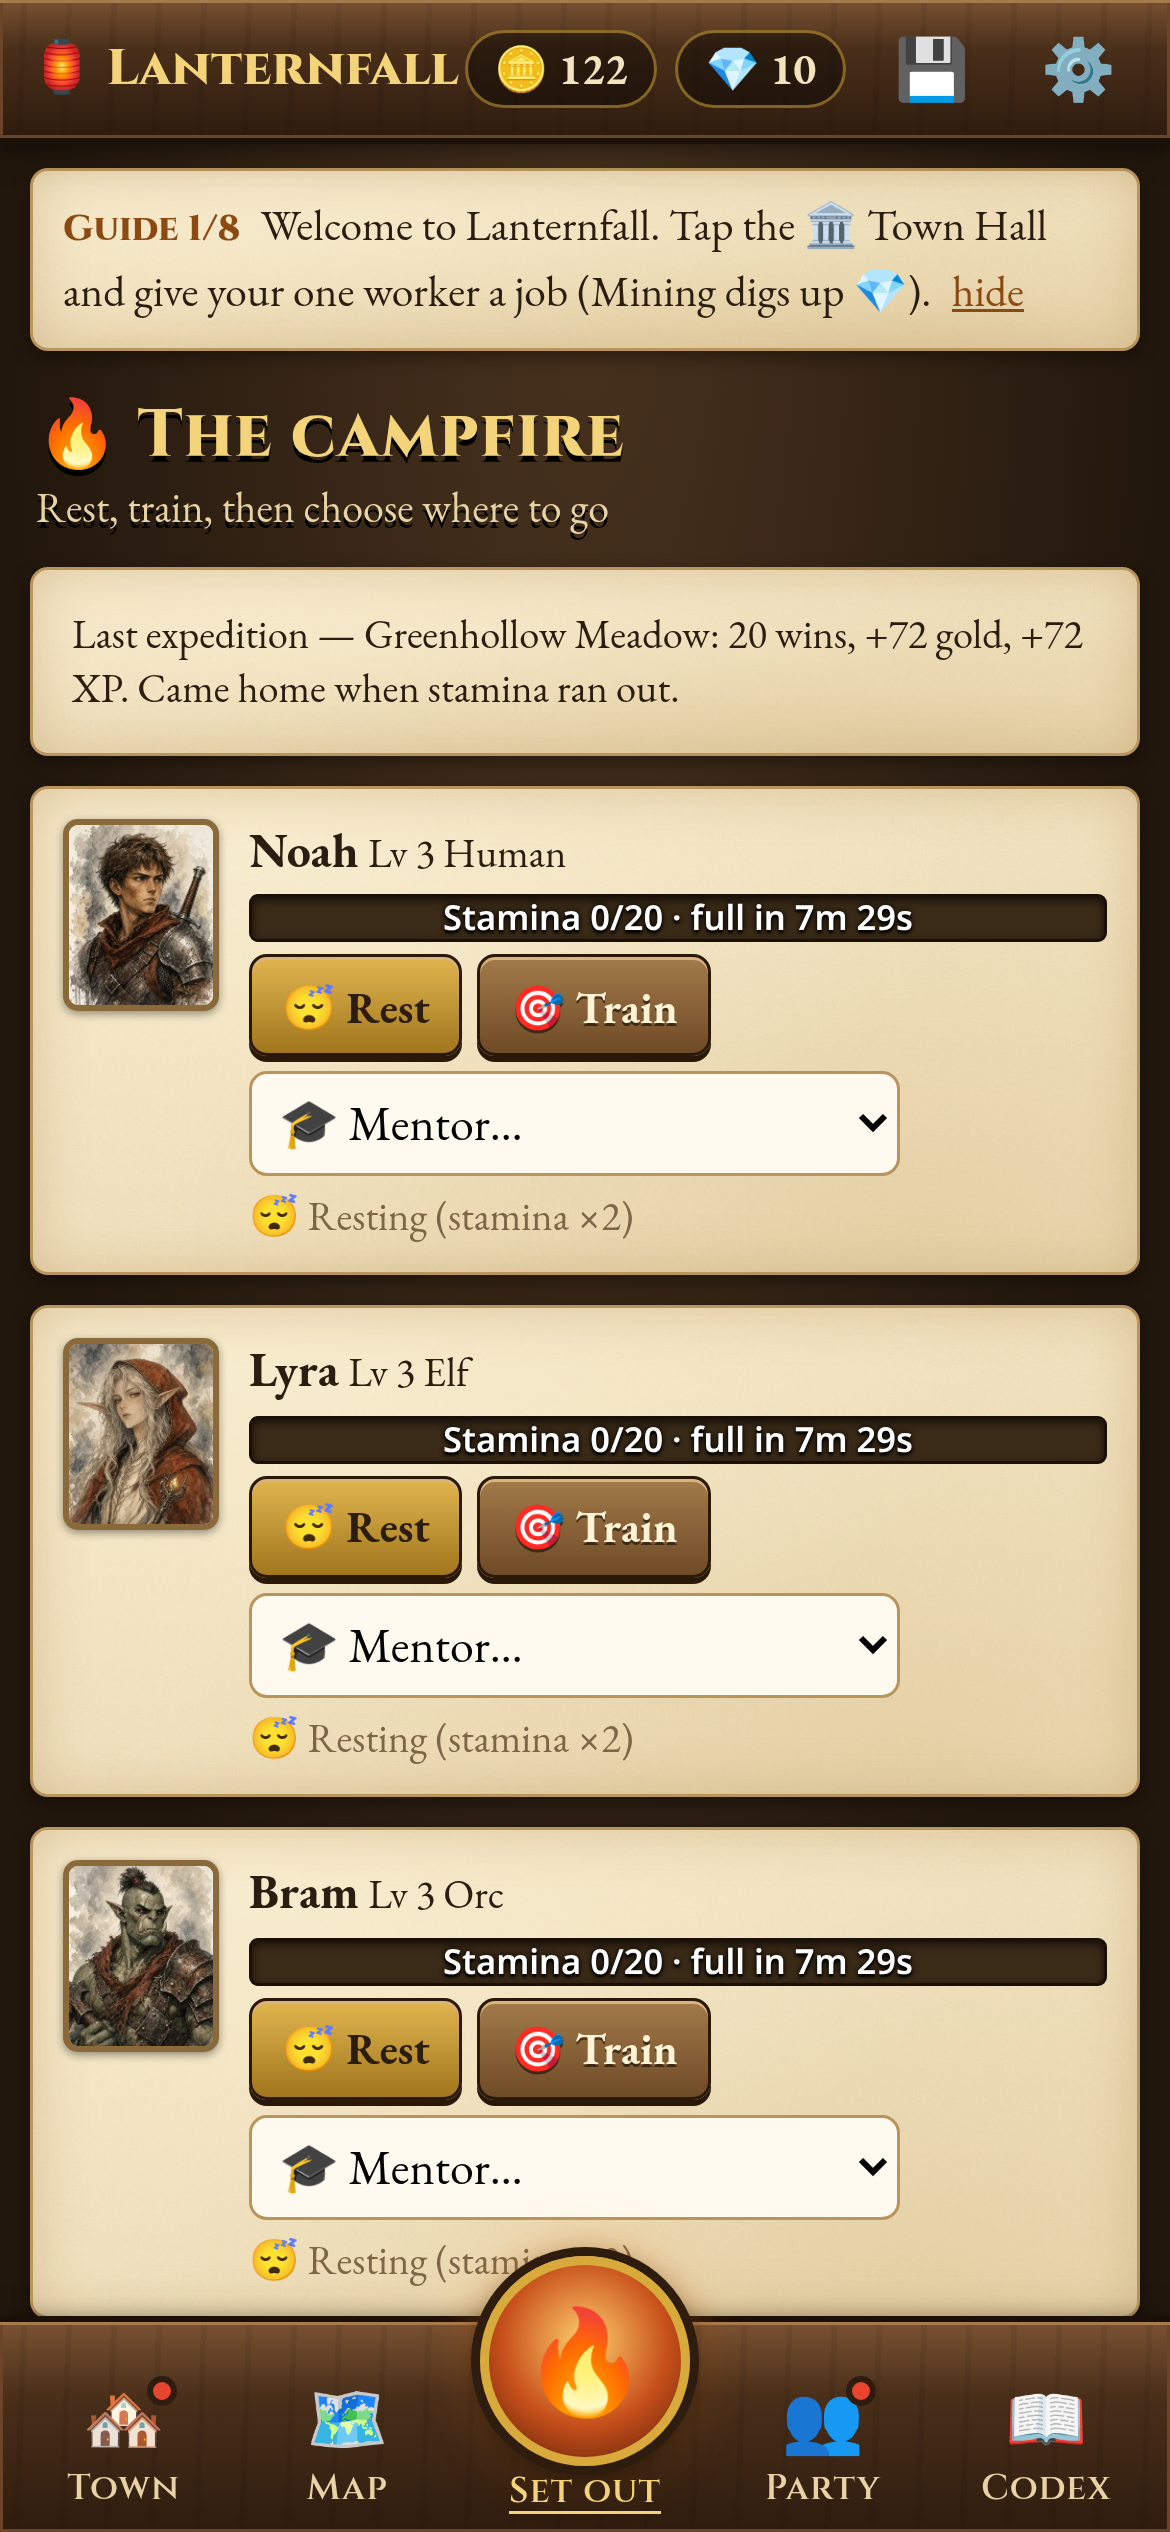 LANTERNFALL 122 10
GUIDE 1/8 Welcome to Lanternfall. Tap the Town Hall
and give your one worker a job (Mining digs up ). hide
THE CAMPFIRE
Rest, train, then choose where to go
Last expedition — Greenhollow Meadow: 20 wins, +72 gold, +72
XP. Came home when stamina ran out.
Noah Lv 3 Human
Stamina 0/20 · full in 7m 29s
Rest Train
Mentor...
Resting (stamina ×2)
Lyra Lv 3 Elf
Stamina 0/20 · full in 7m 29s
Rest Train
Mentor...
Resting (stamina ×2)
Bram Lv 3 Orc
Stamina 0/20 · full in 7m 29s
Rest Train
Mentor...
Resting
TOWN MAP SET OUT PARTY CODEX